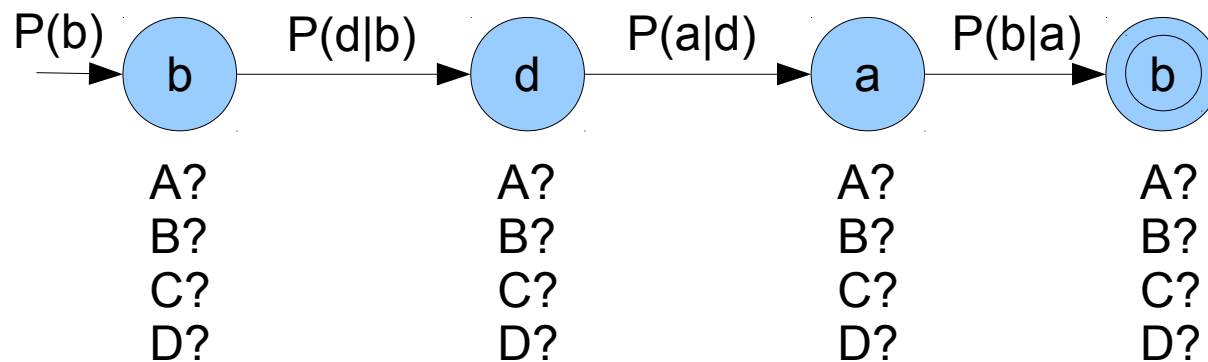 P(b) P(d|b) P(a|d) P(b|a)
b d a b
A? A? A? A?
B? B? B? B?
C? C? C? C?
D? D? D? D?